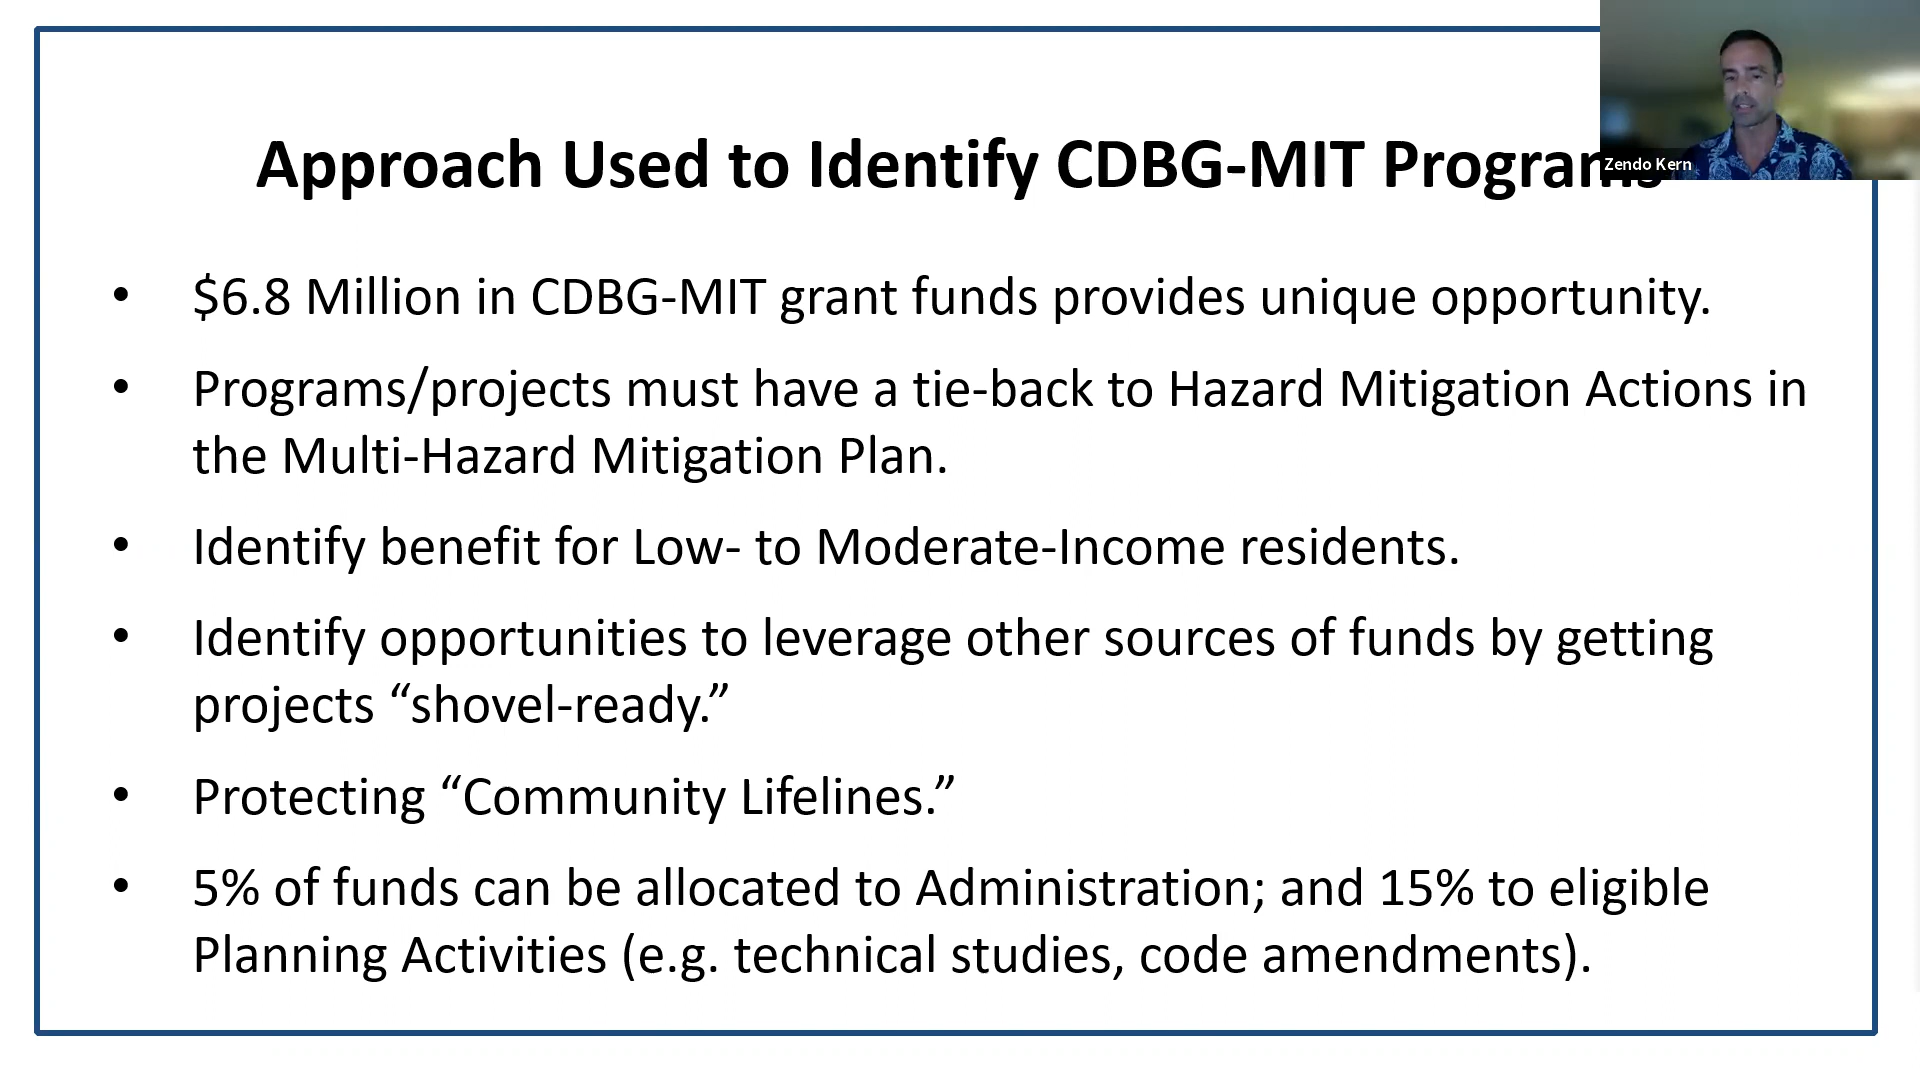 Approach Used to Identify CDBG-MIT Programs
Zendo Kern
• $6.8 Million in CDBG-MIT grant funds provides unique opportunity.
• Programs/projects must have a tie-back to Hazard Mitigation Actions in
the Multi-Hazard Mitigation Plan.
• Identify benefit for Low- to Moderate-Income residents.
• Identify opportunities to leverage other sources of funds by getting
projects “shovel-ready.”
• Protecting “Community Lifelines.”
• 5% of funds can be allocated to Administration; and 15% to eligible
Planning Activities (e.g. technical studies, code amendments).